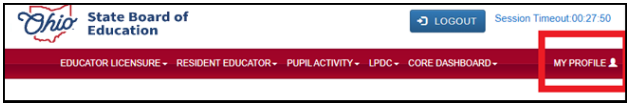 Ohio
State Board of
Education
LOGOUT
Session Timeout:00:27:50
EDUCATOR LICENSURE RESIDENT EDUCATOR PUPIL ACTIVITY LPDC CORE DASHBOARD MY PROFILE